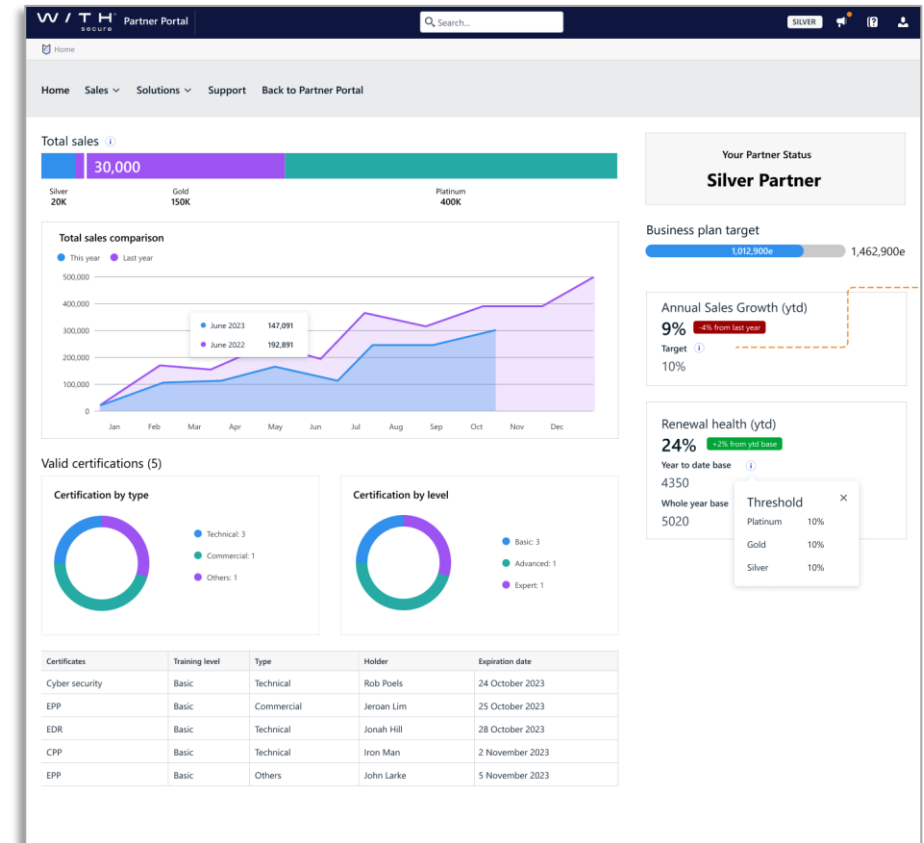 W / T H Partner Portal
secure
Search...
SILVER
Home
Home Sales Solutions Support Back to Partner Portal
Total sales i
30,000
Silver Gold Platinum
20K 150K 400K
Your Partner Status
Silver Partner
Business plan target
1,012,900e 1,462,900e
Total sales comparison
This year Last year
500,000
400,000
300,000
200,000
100,000
0
June 2023 147,091
June 2022 192,891
Jan Feb Mar Apr May Jun Jul Aug Sep Oct Nov Dec
Annual Sales Growth (ytd)
9% -4% from last year
Target i
10%
Renewal health (ytd)
24% +2% from ytd base
Year to date base i
4350
Whole year base
5020
Threshold ×
Platinum 10%
Gold 10%
Silver 10%
Valid certifications (5)
Certification by type
Technical: 3
Commercial: 1
Others: 1
Certification by level
Basic: 3
Advanced: 1
Expert: 1
Certificates Training level Type Holder Expiration date
Cyber security Basic Technical Rob Poels 24 October 2023
EPP Basic Commercial Jeroan Lim 25 October 2023
EDR Basic Technical Jonah Hill 28 October 2023
CPP Basic Technical Iron Man 2 November 2023
EPP Basic Others John Larke 5 November 2023